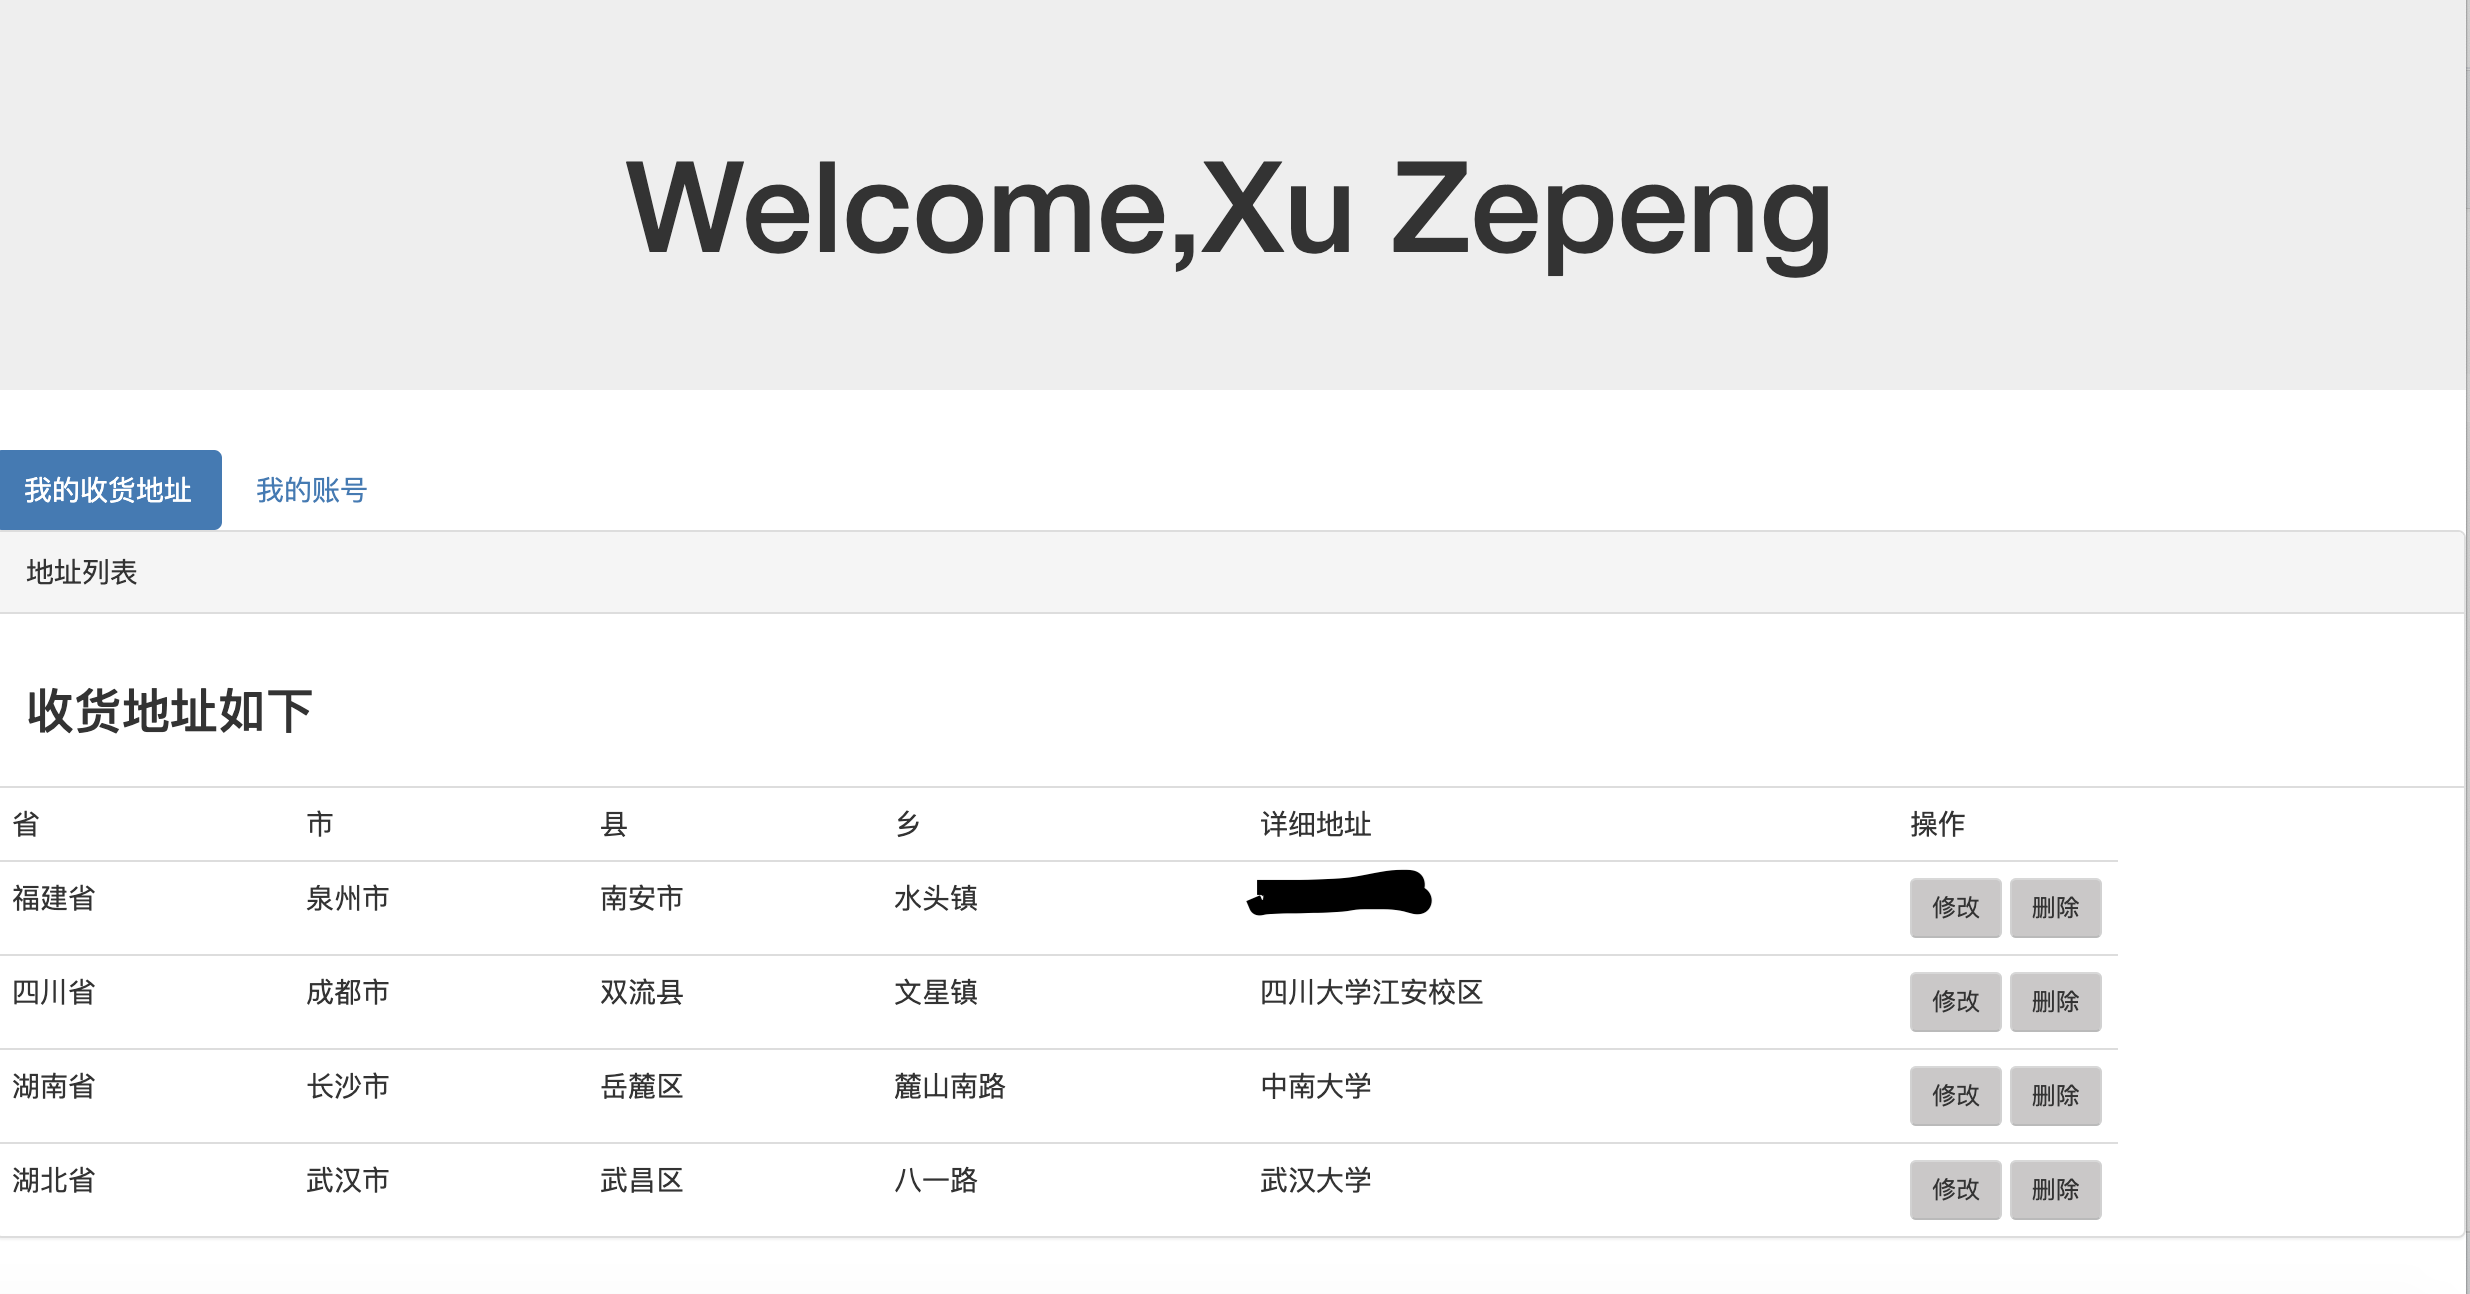 Welcome,Xu Zepeng
我的收货地址 我的账号
地址列表
收货地址如下
省 市 县 乡 详细地址 操作
福建省 泉州市 南安市 水头镇 修改 删除
四川省 成都市 双流县 文星镇 四川大学江安校区 修改 删除
湖南省 长沙市 岳麓区 麓山南路 中南大学 修改 删除
湖北省 武汉市 武昌区 八一路 武汉大学 修改 删除